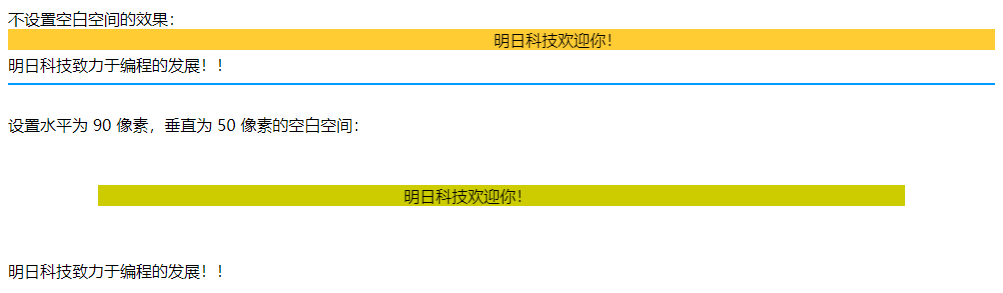 不设置空白空间的效果：
明日科技欢迎你！
明日科技致力于编程的发展！！
设置水平为 90 像素，垂直为 50 像素的空白空间：
明日科技欢迎你！
明日科技致力于编程的发展！！